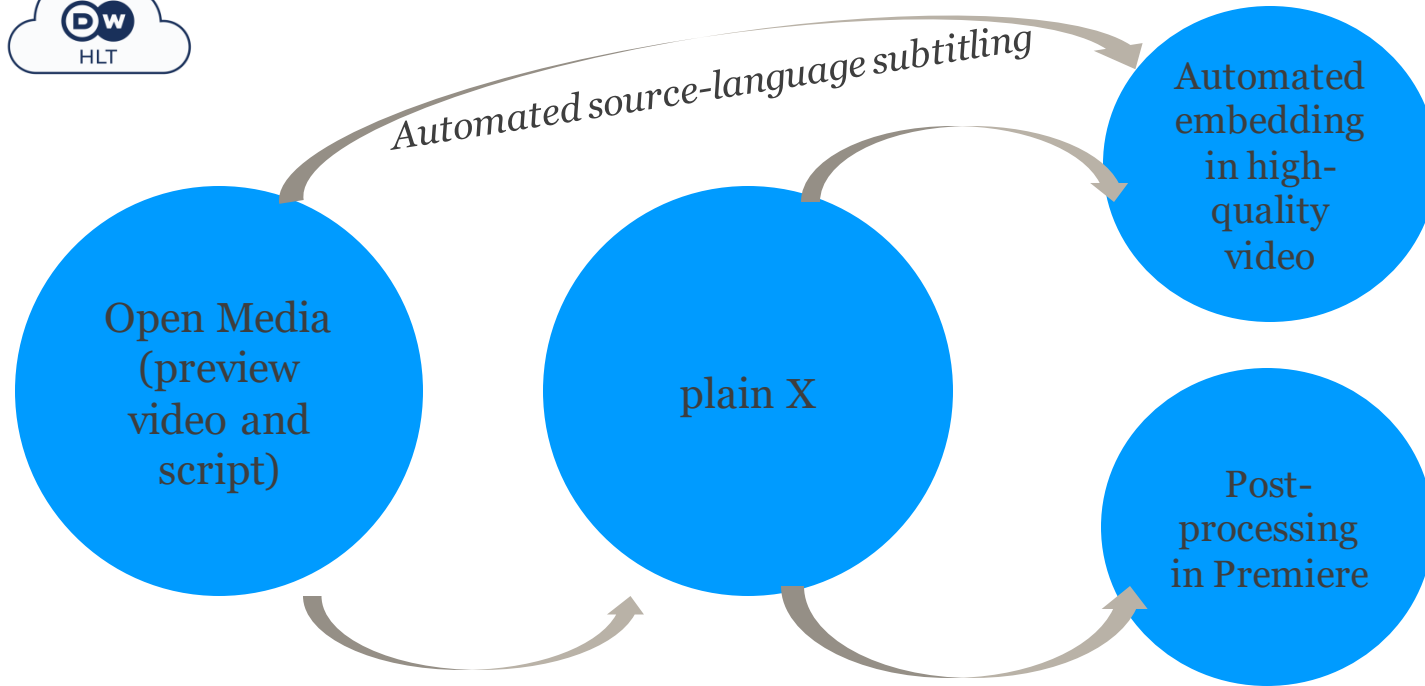 DW
HLT
Automated source-language subtitling
Open Media
(preview
video and
script)
plain X
Automated
embedding
in high-
quality
video
Post-
processing
in Premiere